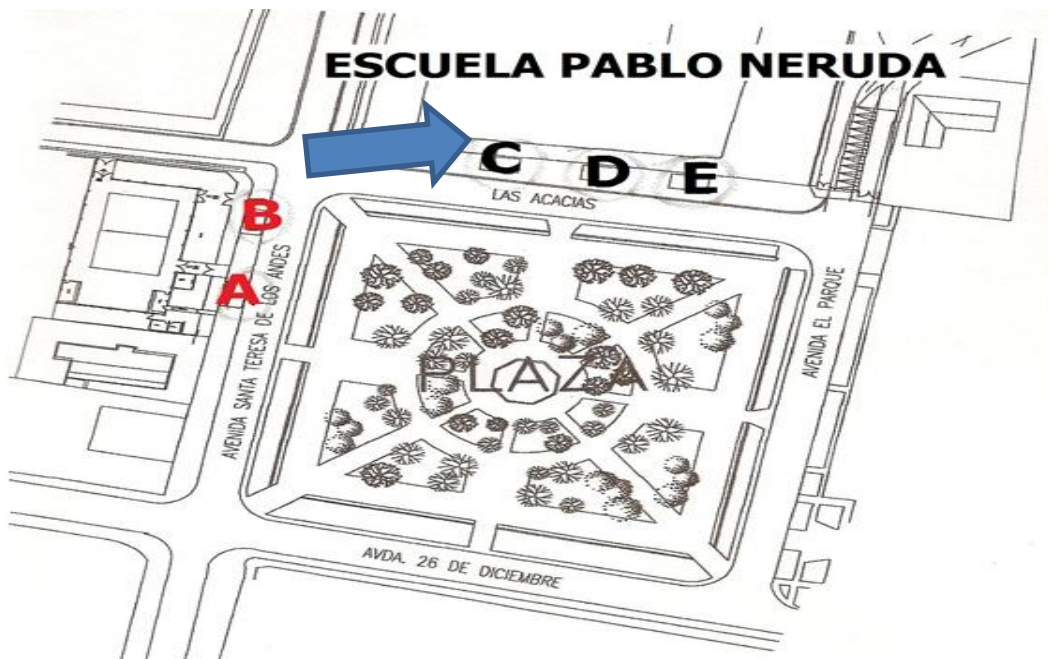 ESCUELA PABLO NERUDA
C D E
LAS ACACIAS
B
A
AVENIDA SANTA TERESA DE LOS ANDES
AVENIDA EL PARQUE
PLAZA
AVDA. 26 DE DICIEMBRE